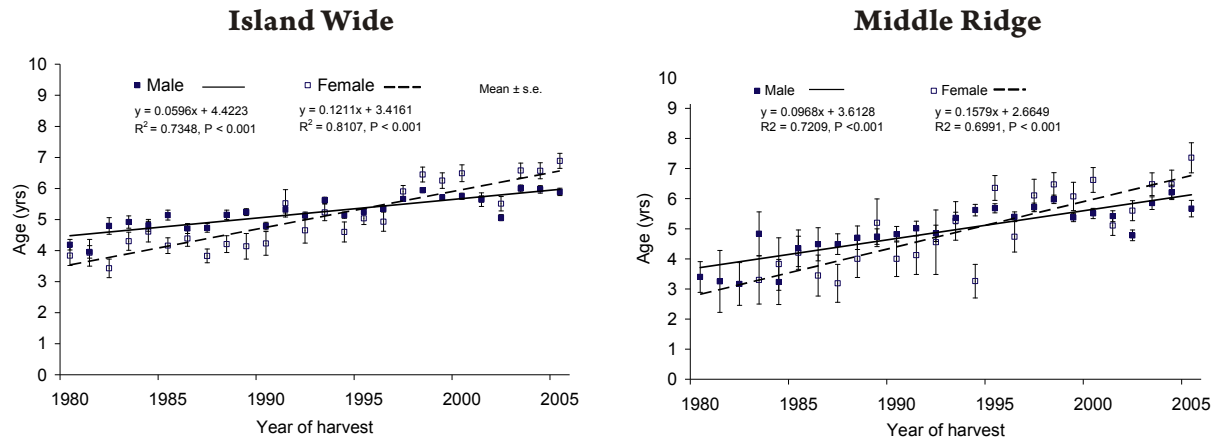 Island Wide
10
9
8
7
6
5
4
3
2
1
0
Age (yrs)
Male
Female
Mean ± s.e.
y = 0.0596x + 4.4223
R² = 0.7348, P < 0.001
y = 0.1211x + 3.4161
R² = 0.8107, P < 0.001
1980 1985 1990 1995 2000 2005
Year of harvest
Middle Ridge
10
9
8
7
6
5
4
3
2
1
0
Age (yrs)
Male
Female
y = 0.0968x + 3.6128
R2 = 0.7209, P <0.001
y = 0.1579x + 2.6649
R2 = 0.6991, P < 0.001
1980 1985 1990 1995 2000 2005
Year of harvest